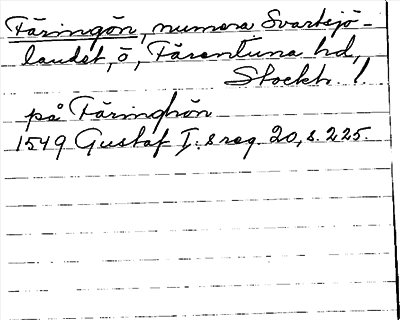 Färingön, numera Svartsjö-
landet, ö, Färentuna hd,
Stockh. l.
på Färinghön
1549 Gustaf I:s reg. 20, s. 225.